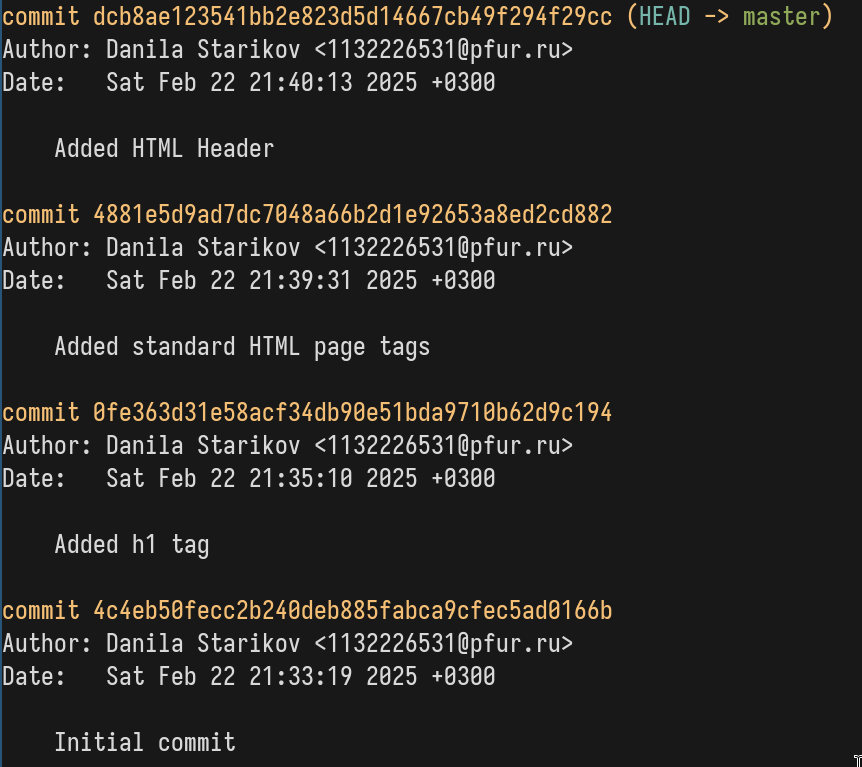 commit dcb8ae123541bb2e823d5d14667cb49f294f29cc (HEAD -> master)
Author: Danila Starikov <1132226531@pfur.ru>
Date:   Sat Feb 22 21:40:13 2025 +0300
    Added HTML Header
commit 4881e5d9ad7dc7048a66b2d1e92653a8ed2cd882
Author: Danila Starikov <1132226531@pfur.ru>
Date:   Sat Feb 22 21:39:31 2025 +0300
    Added standard HTML page tags
commit 0fe363d31e58acf34db90e51bda9710b62d9c194
Author: Danila Starikov <1132226531@pfur.ru>
Date:   Sat Feb 22 21:35:10 2025 +0300
    Added h1 tag
commit 4c4eb50fecc2b240deb885fabca9cfec5ad0166b
Author: Danila Starikov <1132226531@pfur.ru>
Date:   Sat Feb 22 21:33:19 2025 +0300
    Initial commit